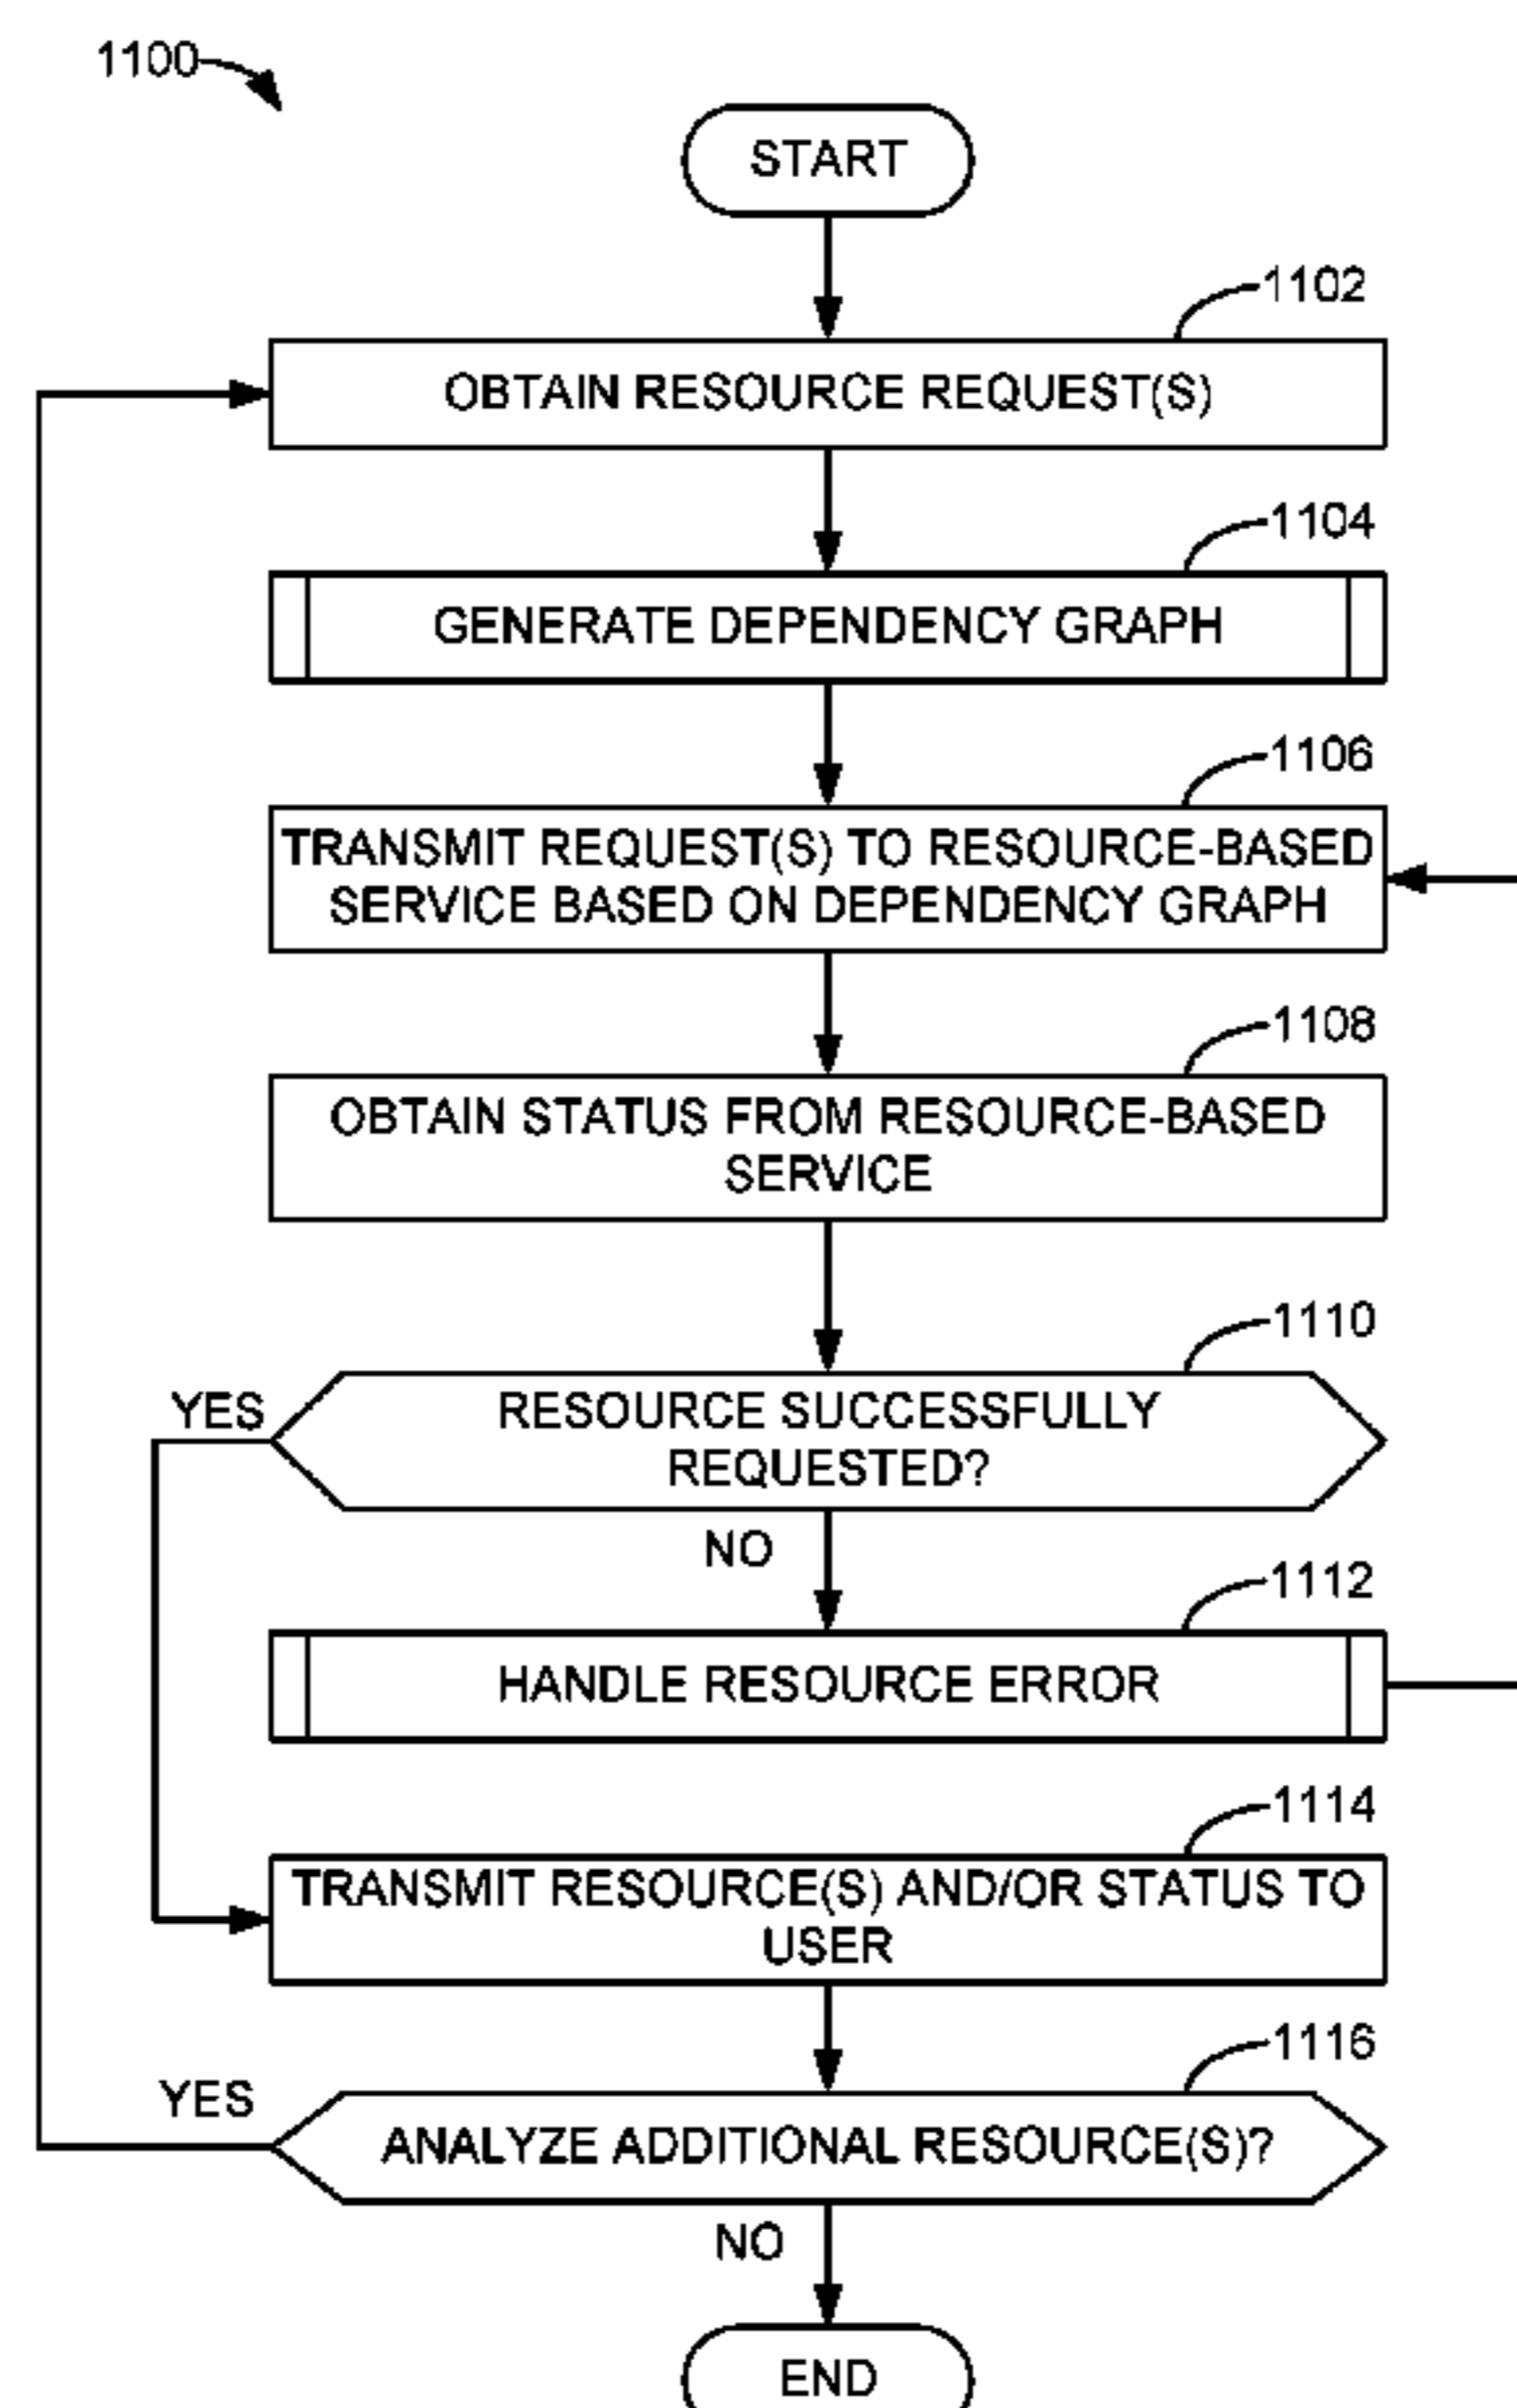 1100
START
1102
OBTAIN RESOURCE REQUEST(S)
1104
GENERATE DEPENDENCY GRAPH
1106
TRANSMIT REQUEST(S) TO RESOURCE-BASED
SERVICE BASED ON DEPENDENCY GRAPH
1108
OBTAIN STATUS FROM RESOURCE-BASED
SERVICE
1110
YES
RESOURCE SUCCESSFULLY
REQUESTED?
NO
1112
HANDLE RESOURCE ERROR
1114
TRANSMIT RESOURCE(S) AND/OR STATUS TO
USER
1116
YES
ANALYZE ADDITIONAL RESOURCE(S)?
NO
END